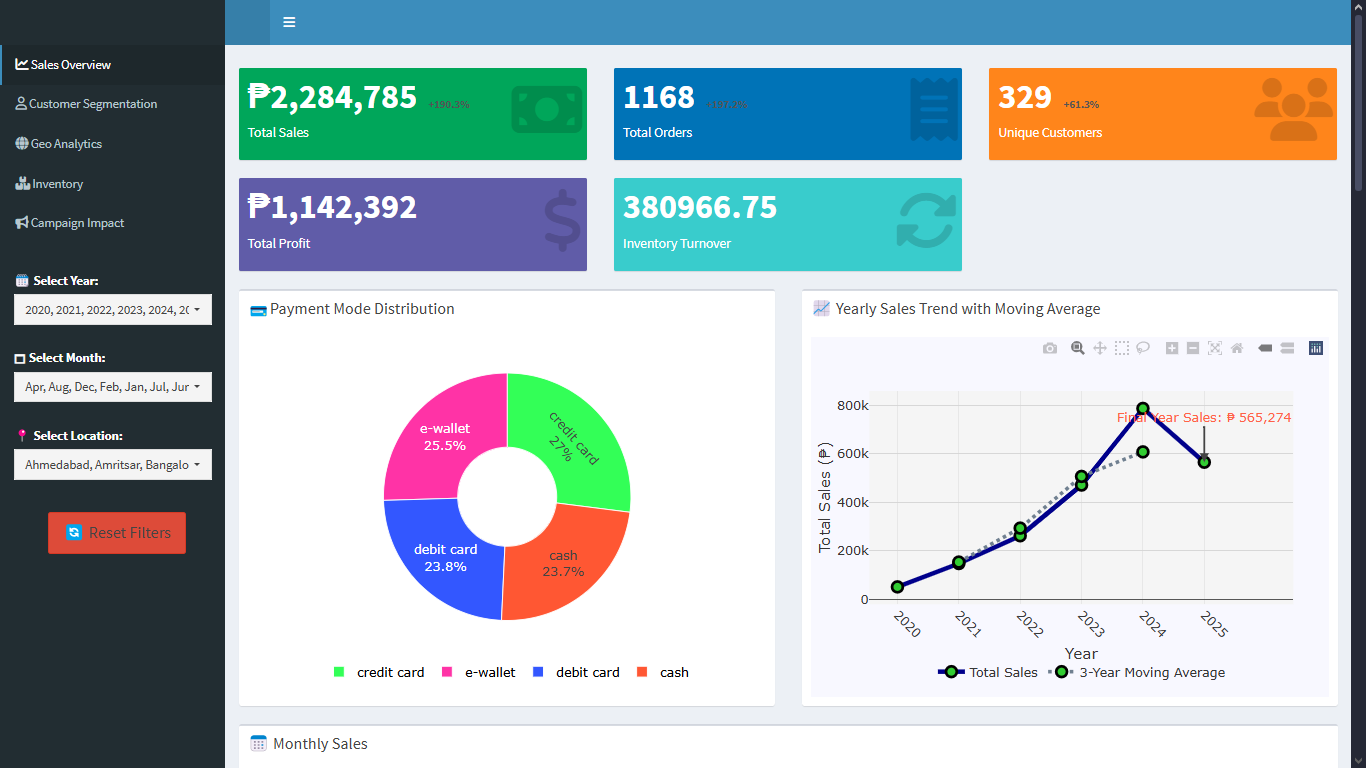 Sales Overview
Customer Segmentation
Geo Analytics
Inventory
Campaign Impact
Select Year:
2020, 2021, 2022, 2023, 2024, 20
Select Month:
Apr, Aug, Dec, Feb, Jan, Jul, Jun
Select Location:
Ahmedabad, Amritsar, Bangalo
Reset Filters
₱2,284,785 +190.3%
Total Sales
1168
Total Orders
329 +61.3%
Unique Customers
₱1,142,392
Total Profit
380966.75
Inventory Turnover
Payment Mode Distribution
credit card
27%
e-wallet
25.5%
debit card
23.8%
cash
23.7%
credit card e-wallet debit card cash
Yearly Sales Trend with Moving Average
Final Year Sales: ₱ 565,274
Total Sales (₱)
800k
600k
400k
200k
0
2020 2021 2022 2023 2024 2025
Year
Total Sales 3-Year Moving Average
Monthly Sales